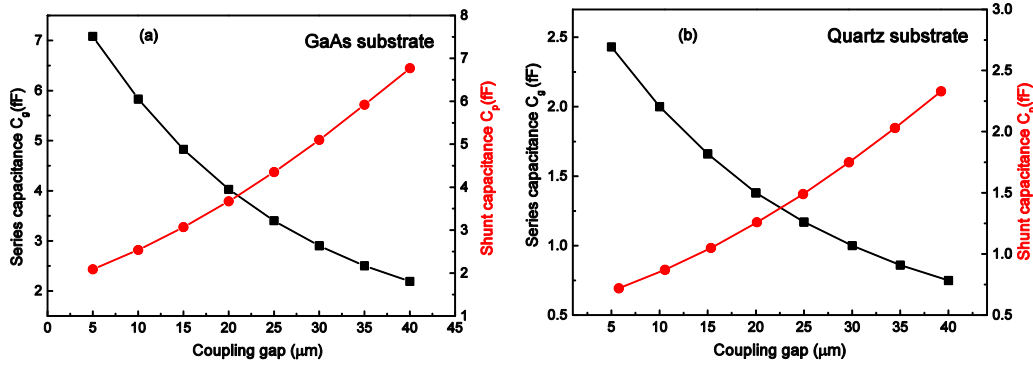 (a)
GaAs substrate
Series capacitance Cg(fF)
7
6
5
4
3
2
8
7
6
5
4
3
2
1
Shunt capacitance Cp(fF)
0 5 10 15 20 25 30 35 40 45
Coupling gap (μm)
(b)
Quartz substrate
Series capacitance Cg(fF)
2.5
2.0
1.5
1.0
0.5
3.0
2.5
2.0
1.5
1.0
0.5
0.0
Shunt capacitance Cp(fF)
5 10 15 20 25 30 35 40
Coupling gap (μm)